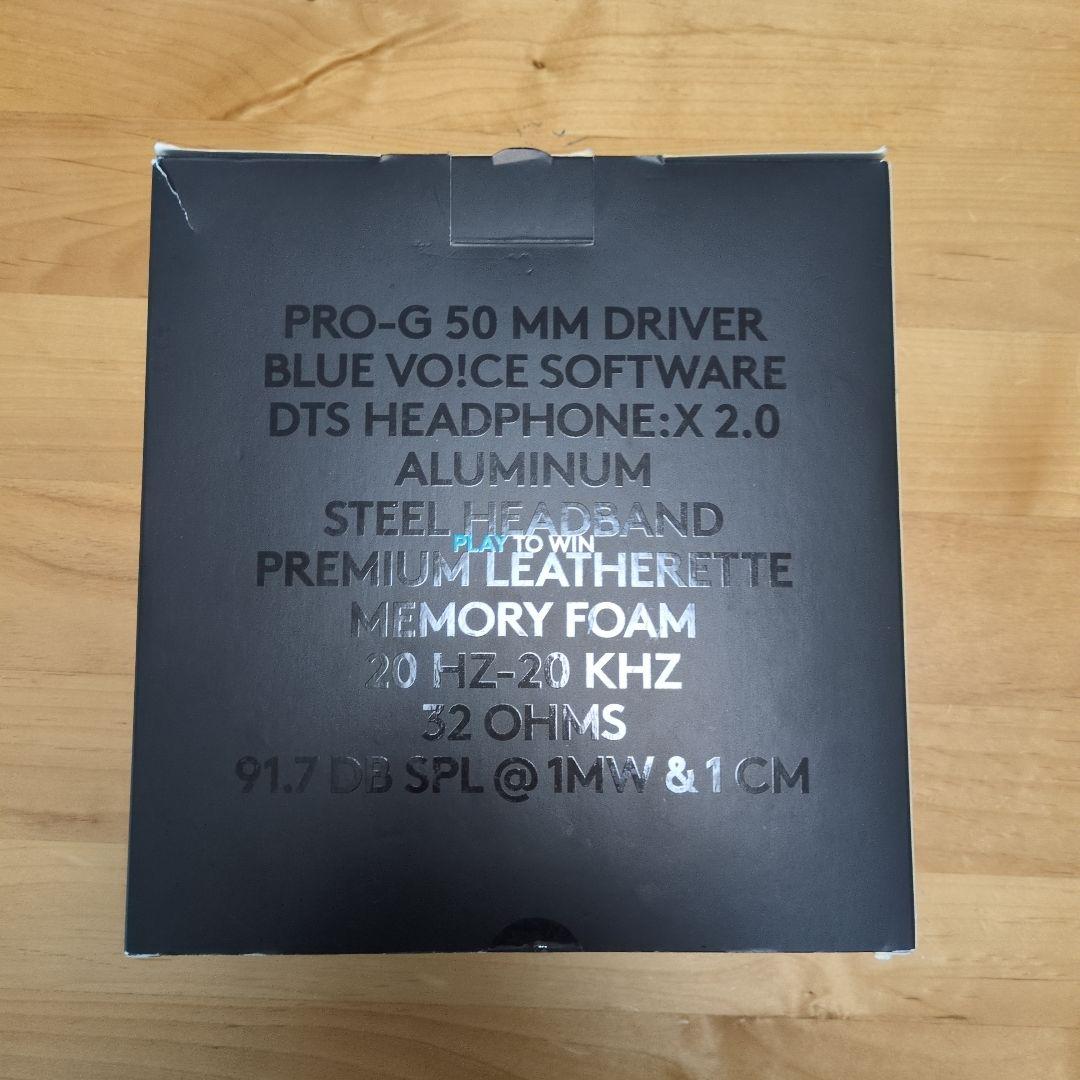 PRO-G 50 MM DRIVER
BLUE VO!CE SOFTWARE
DTS HEADPHONE:X 2.0
ALUMINUM
STEEL HEADBAND
PLAY TO WIN
PREMIUM LEATHERETTE
MEMORY FOAM
20 HZ-20 KHZ
32 OHMS
91.7 DB SPL @ 1MW & 1 CM